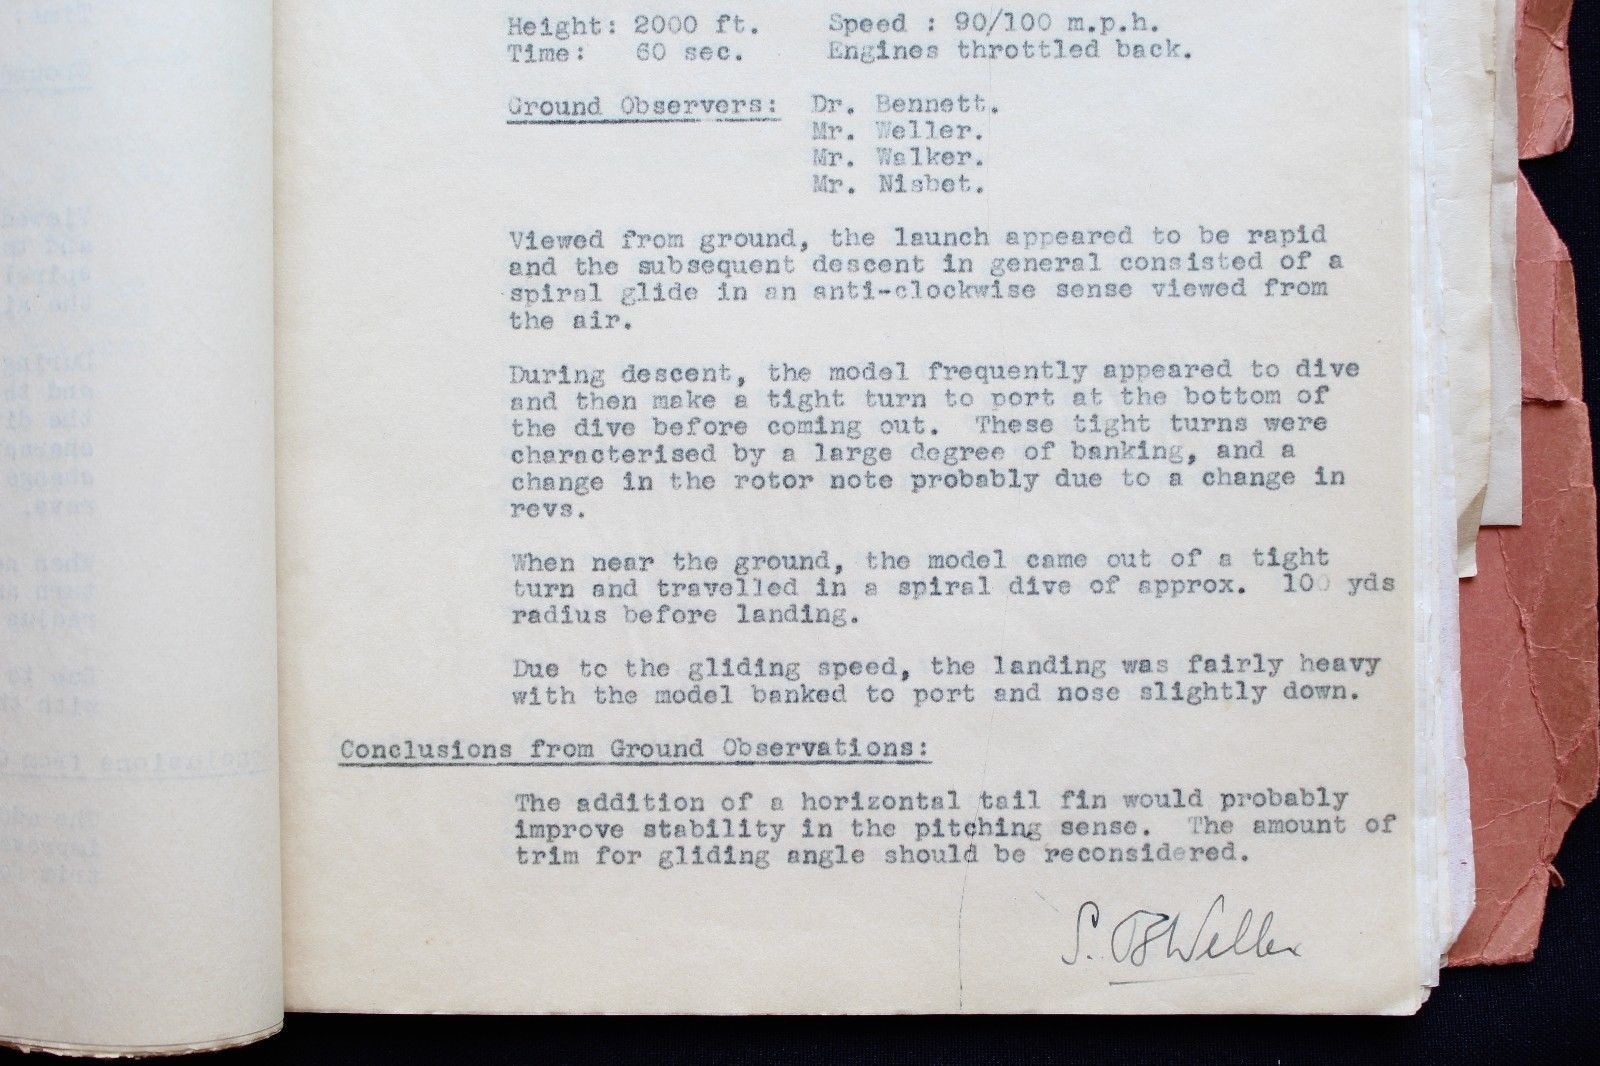 Height: 2000 ft. Speed : 90/100 m.p.h.
Time: 60 sec. Engines throttled back.
Ground Observers: Dr. Bennett.
Mr. Weller.
Mr. Walker.
Mr. Nisbet.
Viewed from ground, the launch appeared to be rapid
and the subsequent descent in general consisted of a
spiral glide in an anti-clockwise sense viewed from
the air.
During descent, the model frequently appeared to dive
and then make a tight turn to port at the bottom of
the dive before coming out. These tight turns were
characterised by a large degree of banking, and a
change in the rotor note probably due to a change in
revs.
When near the ground, the model came out of a tight
turn and travelled in a spiral dive of approx. 100 yds
radius before landing.
Due to the gliding speed, the landing was fairly heavy
with the model banked to port and nose slightly down.
Conclusions from Ground Observations:
The addition of a horizontal tail fin would probably
improve stability in the pitching sense. The amount of
trim for gliding angle should be reconsidered.
S. B Weller